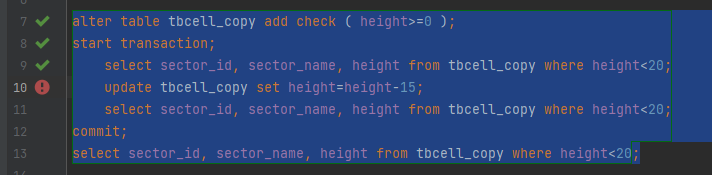 7 alter table tbcell_copy add check ( height>=0 );
8 start transaction;
9 select sector_id, sector_name, height from tbcell_copy where height<20;
10 update tbcell_copy set height=height-15;
11 select sector_id, sector_name, height from tbcell_copy where height<20;
12 commit;
13 select sector_id, sector_name, height from tbcell_copy where height<20;